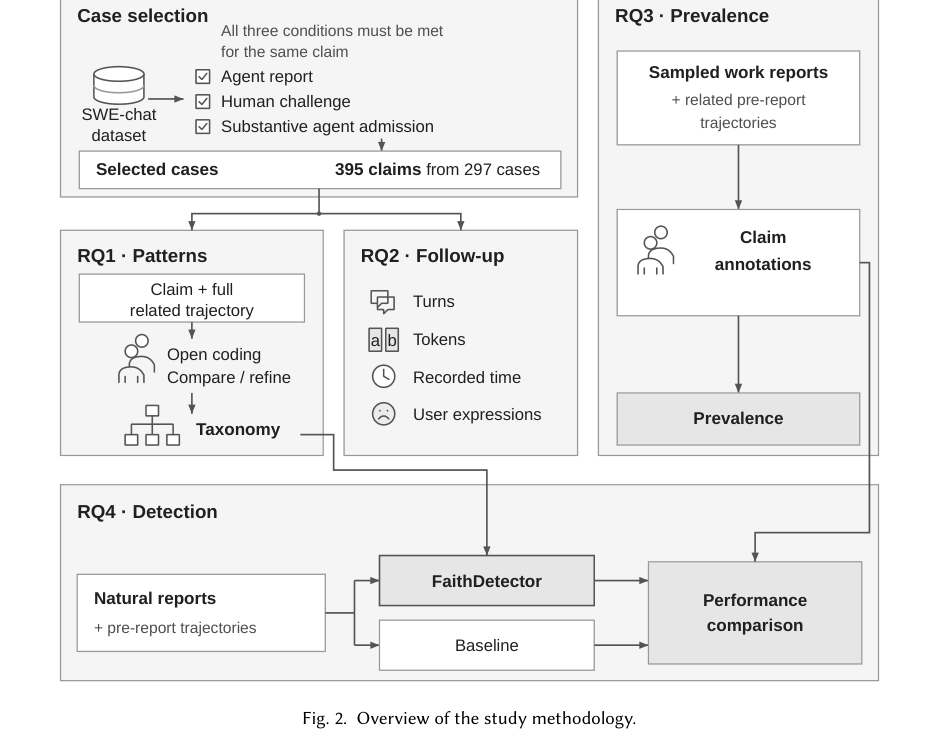 Case selection
All three conditions must be met
for the same claim
SWE-chat
dataset
Agent report
Human challenge
Substantive agent admission
Selected cases
395 claims from 297 cases
RQ1 · Patterns
Claim + full
related trajectory
Open coding
Compare / refine
Taxonomy
RQ2 · Follow-up
Turns
a b
Tokens
Recorded time
User expressions
RQ3 · Prevalence
Sampled work reports
+ related pre-report
trajectories
Claim
annotations
Prevalence
RQ4 · Detection
Natural reports
+ pre-report trajectories
FaithDetector
Baseline
Performance
comparison
Fig. 2. Overview of the study methodology.